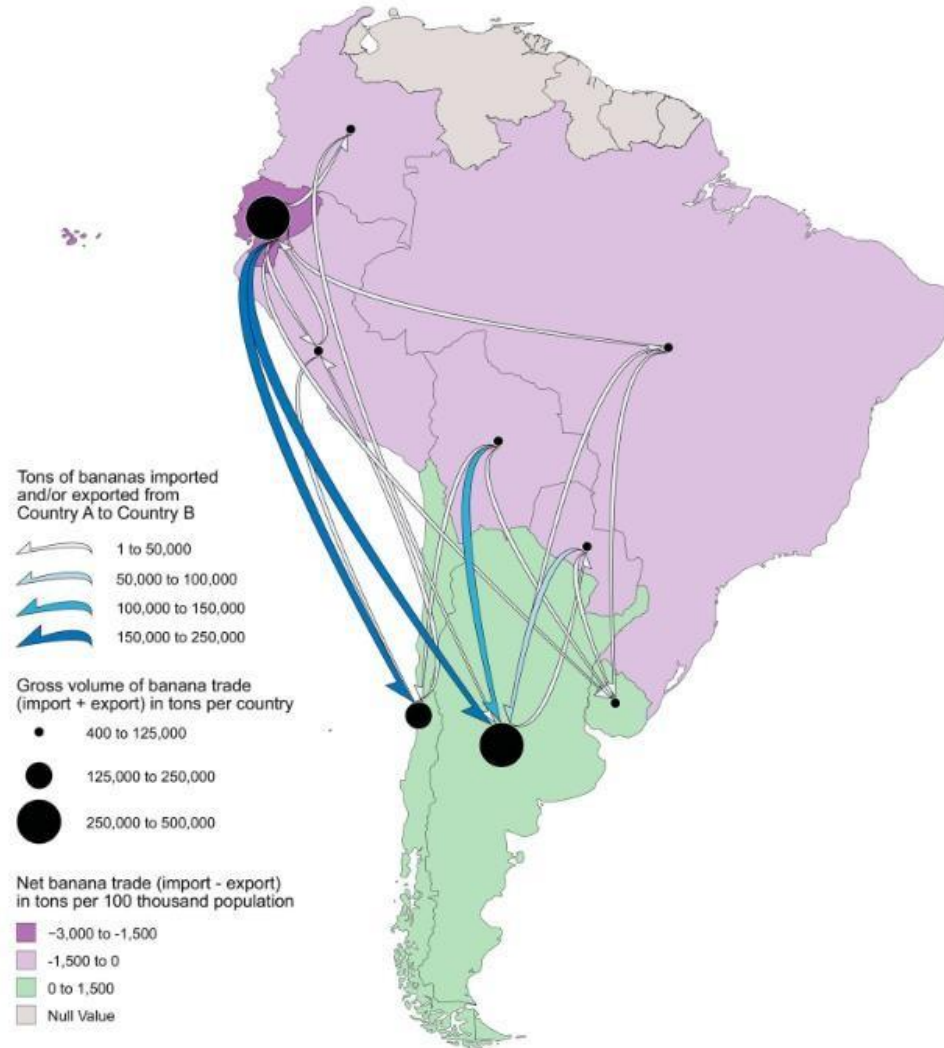 Tons of bananas imported
and/or exported from
Country A to Country B
1 to 50,000
50,000 to 100,000
100,000 to 150,000
150,000 to 250,000
Gross volume of banana trade
(import + export) in tons per country
400 to 125,000
125,000 to 250,000
250,000 to 500,000
Net banana trade (import - export)
in tons per 100 thousand population
−3,000 to -1,500
-1,500 to 0
0 to 1,500
Null Value